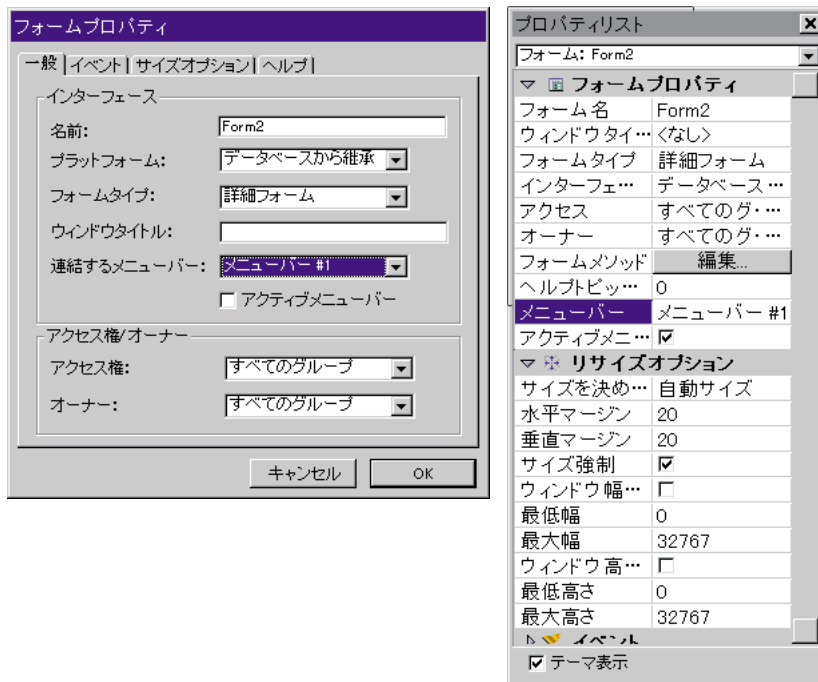 フォームプロパティ
一般 イベント サイズオプション ヘルプ
インターフェース
名前: Form2
プラットフォーム: データベースから継承
フォームタイプ: 詳細フォーム
ウィンドウタイトル:
連結するメニューバー: メニューバー #1
アクティブメニューバー
アクセス権/オーナー
アクセス権: すべてのグループ
オーナー: すべてのグループ
キャンセル OK
プロパティリスト
フォーム: Form2
フォームプロパティ
フォーム名 Form2
ウィンドウタイ… <なし>
フォームタイプ 詳細フォーム
インターフェ… データベース…
アクセス すべてのグ・…
オーナー すべてのグ・…
フォームメソッド 編集...
ヘルプトピッ… 0
メニューバー メニューバー #1
アクティブメニ…
リサイズオプション
サイズを決め… 自動サイズ
水平マージン 20
垂直マージン 20
サイズ強制
ウィンドウ幅…
最低幅 0
最大幅 32767
ウィンドウ高…
最低高さ 0
最大高さ 32767
イベント
テーマ表示